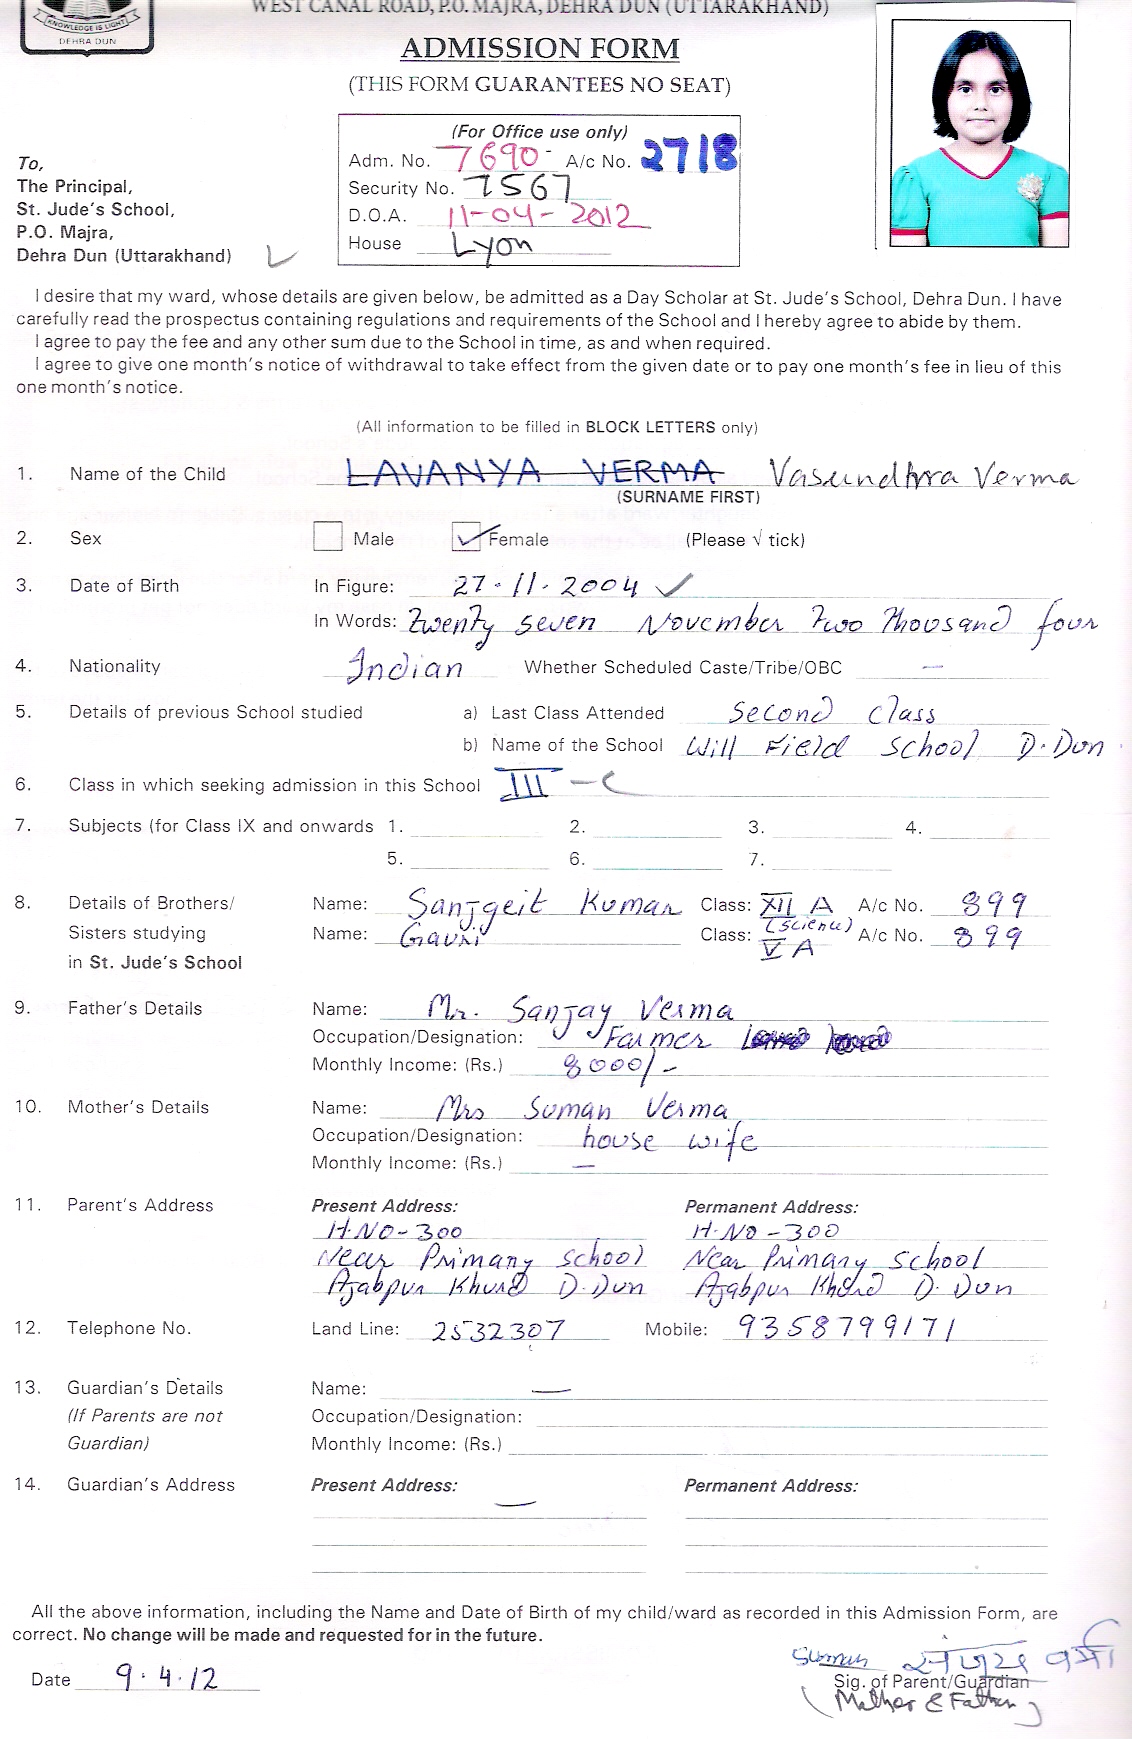 WEST CANAL ROAD, P.O. MAJRA, DEHRA DUN (UTTARAKHAND)
KNOWLEDGE IS LIGHT
DEHRA DUN
ADMISSION FORM
(THIS FORM GUARANTEES NO SEAT)
(For Office use only)
Adm. No. 7690 A/c No. 2718
Security No. 7567
D.O.A. 11-04-2012
House Lyon
To,
The Principal,
St. Jude's School,
P.O. Majra,
Dehra Dun (Uttarakhand)
I desire that my ward, whose details are given below, be admitted as a Day Scholar at St. Jude's School, Dehra Dun. I have
carefully read the prospectus containing regulations and requirements of the School and I hereby agree to abide by them.
I agree to pay the fee and any other sum due to the School in time, as and when required.
I agree to give one month's notice of withdrawal to take effect from the given date or to pay one month's fee in lieu of this
one month's notice.
(All information to be filled in BLOCK LETTERS only)
1. Name of the Child LAVANYA VERMA Vasundhra Verma
(SURNAME FIRST)
2. Sex Male Female (Please √ tick)
3. Date of Birth In Figure: 27-11-2004 ✓
In Words: Twenty seven November Two Thousand four
4. Nationality Indian Whether Scheduled Caste/Tribe/OBC —
5. Details of previous School studied a) Last Class Attended Second Class
b) Name of the School Will Field School D.Dun
6. Class in which seeking admission in this School III - C
7. Subjects (for Class IX and onwards 1. 2. 3. 4.
5. 6. 7.
8. Details of Brothers/ Name: Sanjgeit Kumar Class: XII A A/c No. 899
(Science)
Sisters studying Name: Gauri Class: V A A/c No. 899
in St. Jude's School
9. Father's Details Name: Mr. Sanjay Verma
Occupation/Designation: Farmer
Monthly Income: (Rs.) 8000/-
10. Mother's Details Name: Mrs Suman Verma
Occupation/Designation: house wife
Monthly Income: (Rs.) —
11. Parent's Address Present Address: Permanent Address:
H.NO-300 H.NO-300
Near Primary School Near Primary School
Ajabpur Khurd D.Dun Ajabpur Khurd D.Dun
12. Telephone No. Land Line: 2532307 Mobile: 9358799171
13. Guardian's Details Name: —
(If Parents are not Occupation/Designation:
Guardian) Monthly Income: (Rs.)
14. Guardian's Address Present Address: Permanent Address:
—
All the above information, including the Name and Date of Birth of my child/ward as recorded in this Admission Form, are
correct. No change will be made and requested for in the future.
Suman वर्मा
Date 9.4.12 Sig. of Parent/Guardian
(Mother & Father)